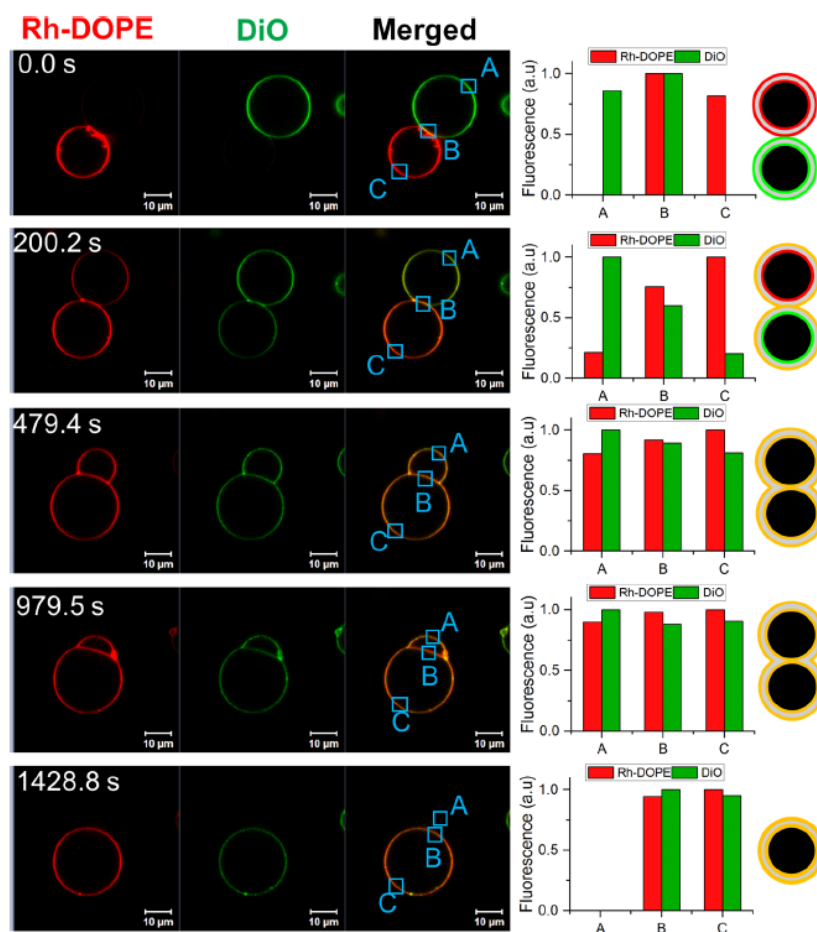 Rh-DOPE DiO Merged
0.0 s
A
B
C
10 µm 10 µm 10 µm
Rh-DOPE DiO
Fluorescence (a.u)
1.0
0.5
0.0
A B C
200.2 s
A
B
C
10 µm 10 µm 10 µm
Rh-DOPE DiO
Fluorescence (a.u)
1.0
0.5
0.0
A B C
479.4 s
A
B
C
10 µm 10 µm 10 µm
Rh-DOPE DiO
Fluorescence (a.u)
1.0
0.5
0.0
A B C
979.5 s
A
B
C
10 µm 10 µm 10 µm
Rh-DOPE DiO
Fluorescence (a.u)
1.0
0.5
0.0
A B C
1428.8 s
A
B
C
10 µm 10 µm 10 µm
Rh-DOPE DiO
Fluorescence (a.u)
1.0
0.5
0.0
A B C